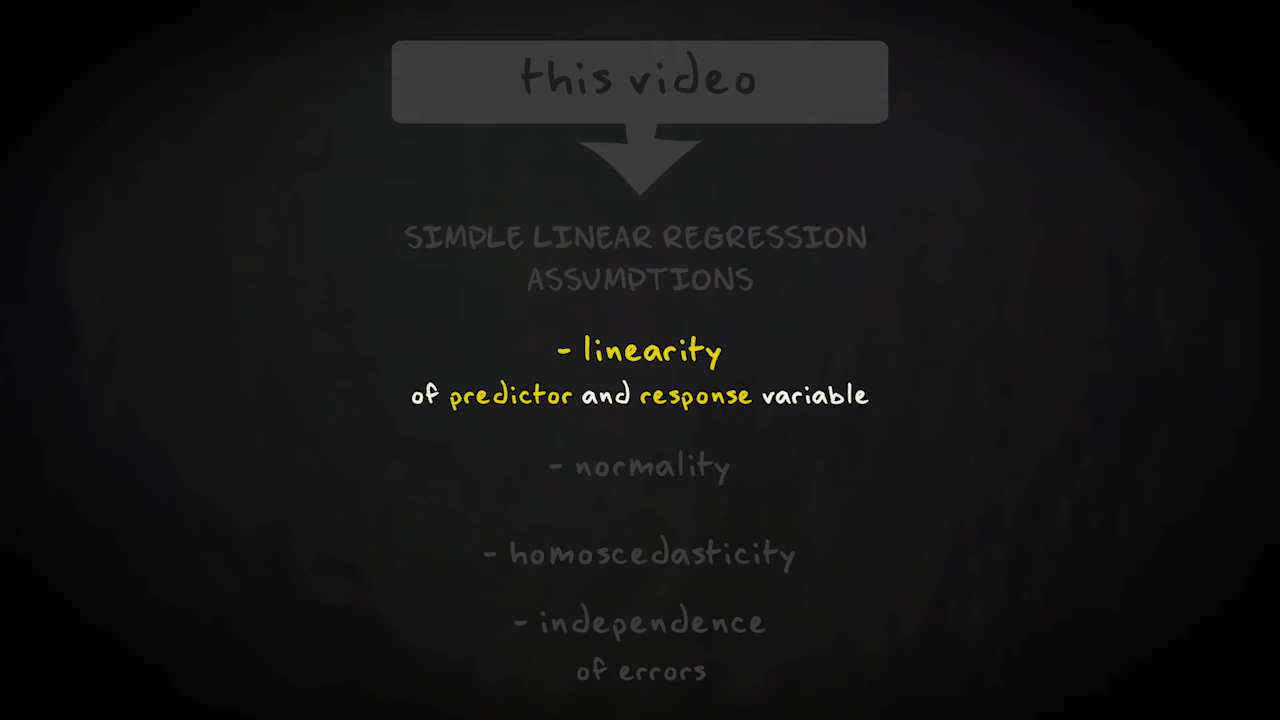 this video
SIMPLE LINEAR REGRESSION
ASSUMPTIONS
- linearity
of predictor and response variable
- normality
- homoscedasticity
- independence
of errors